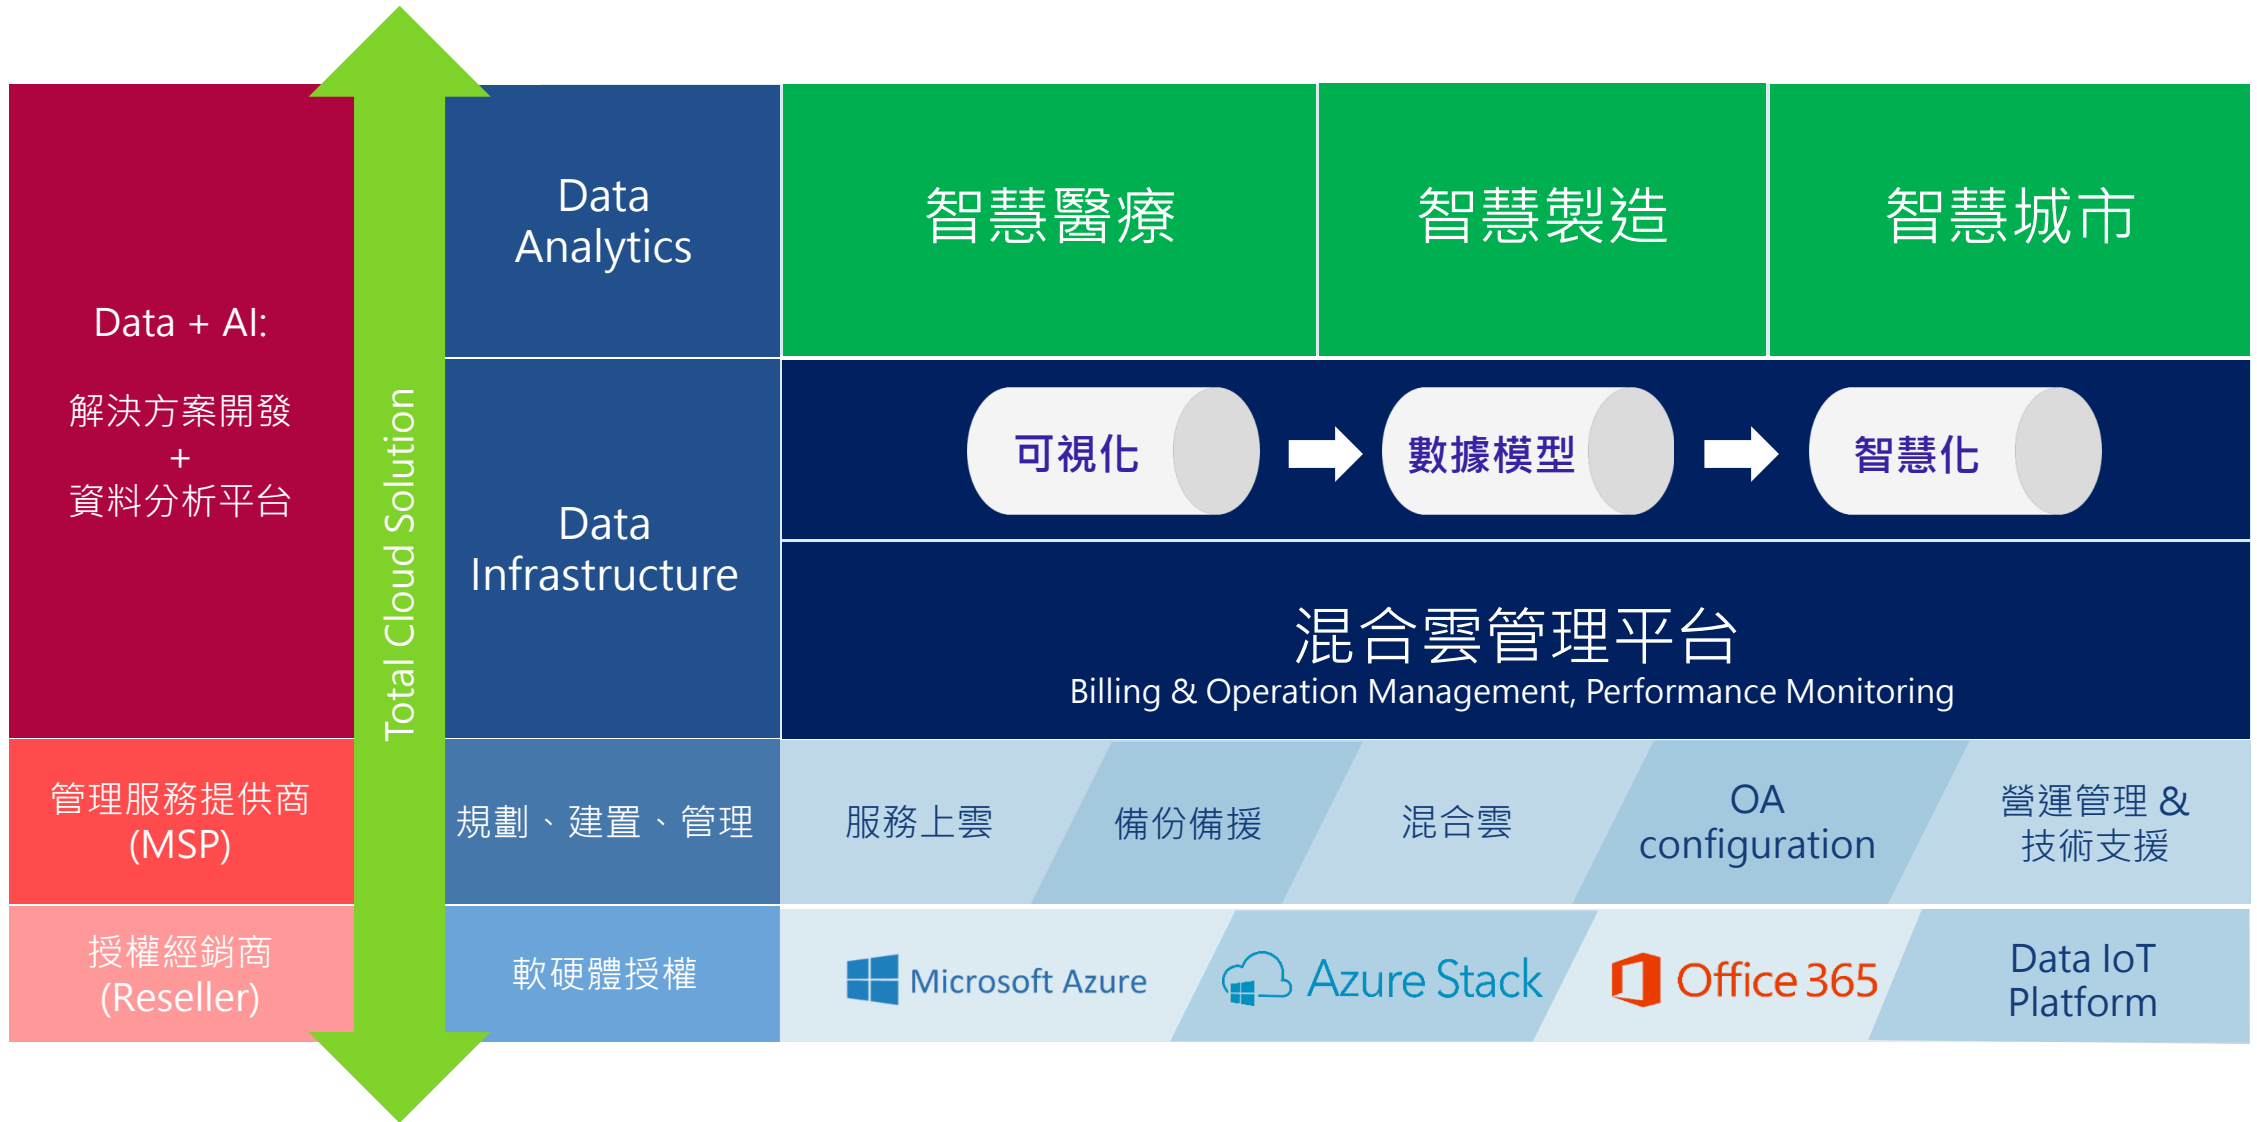 Data + AI:
解決方案開發
+
資料分析平台
管理服務提供商
(MSP)
授權經銷商
(Reseller)
Total Cloud Solution
Data
Analytics
智慧醫療
智慧製造
智慧城市
Data
Infrastructure
可視化
數據模型
智慧化
混合雲管理平台
Billing & Operation Management, Performance Monitoring
規劃、建置、管理
服務上雲
備份備援
混合雲
OA
configuration
營運管理 &
技術支援
軟硬體授權
Microsoft Azure
Azure Stack
Office 365
Data IoT
Platform